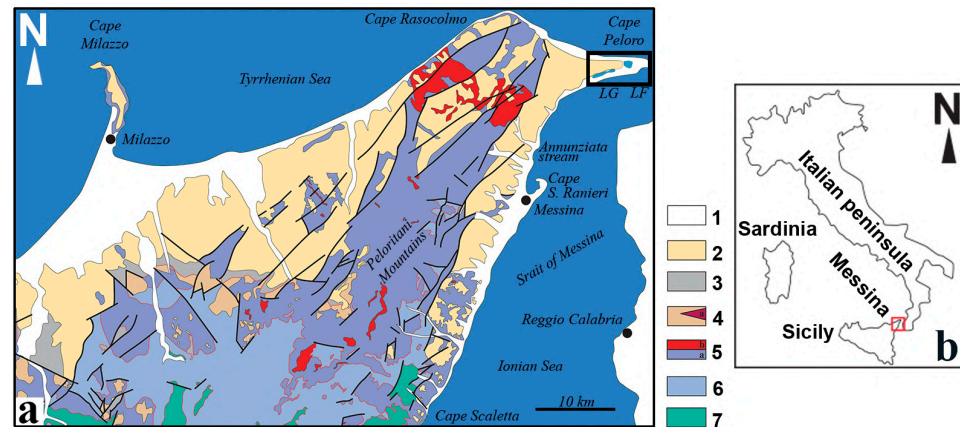 N
Cape
Milazzo
Cape Rasocolmo
Cape
Peloro
Tyrrhenian Sea
LG LF
Milazzo
Annunziata
stream
Cape
S. Ranieri
Messina
Peloritani
Mountains
Srait of Messina
Reggio Calabria
Ionian Sea
10 km
Cape Scaletta
a
1
2
3
a 4
b
a 5
6
7
N
Italian peninsula
Sardinia
Messina
Sicily
b